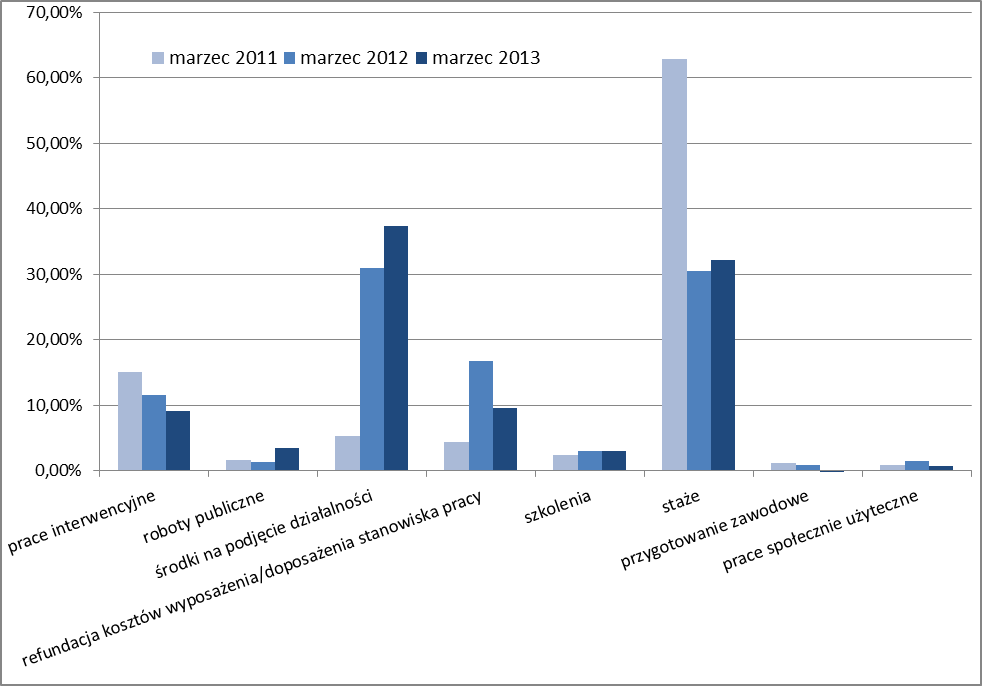 70,00%
marzec 2011 marzec 2012 marzec 2013
60,00%
50,00%
40,00%
30,00%
20,00%
10,00%
0,00%
prace interwencyjne
roboty publiczne
środki na podjęcie działalności
refundacja kosztów wyposażenia/doposażenia stanowiska pracy
szkolenia
staże
przygotowanie zawodowe
prace społecznie użyteczne